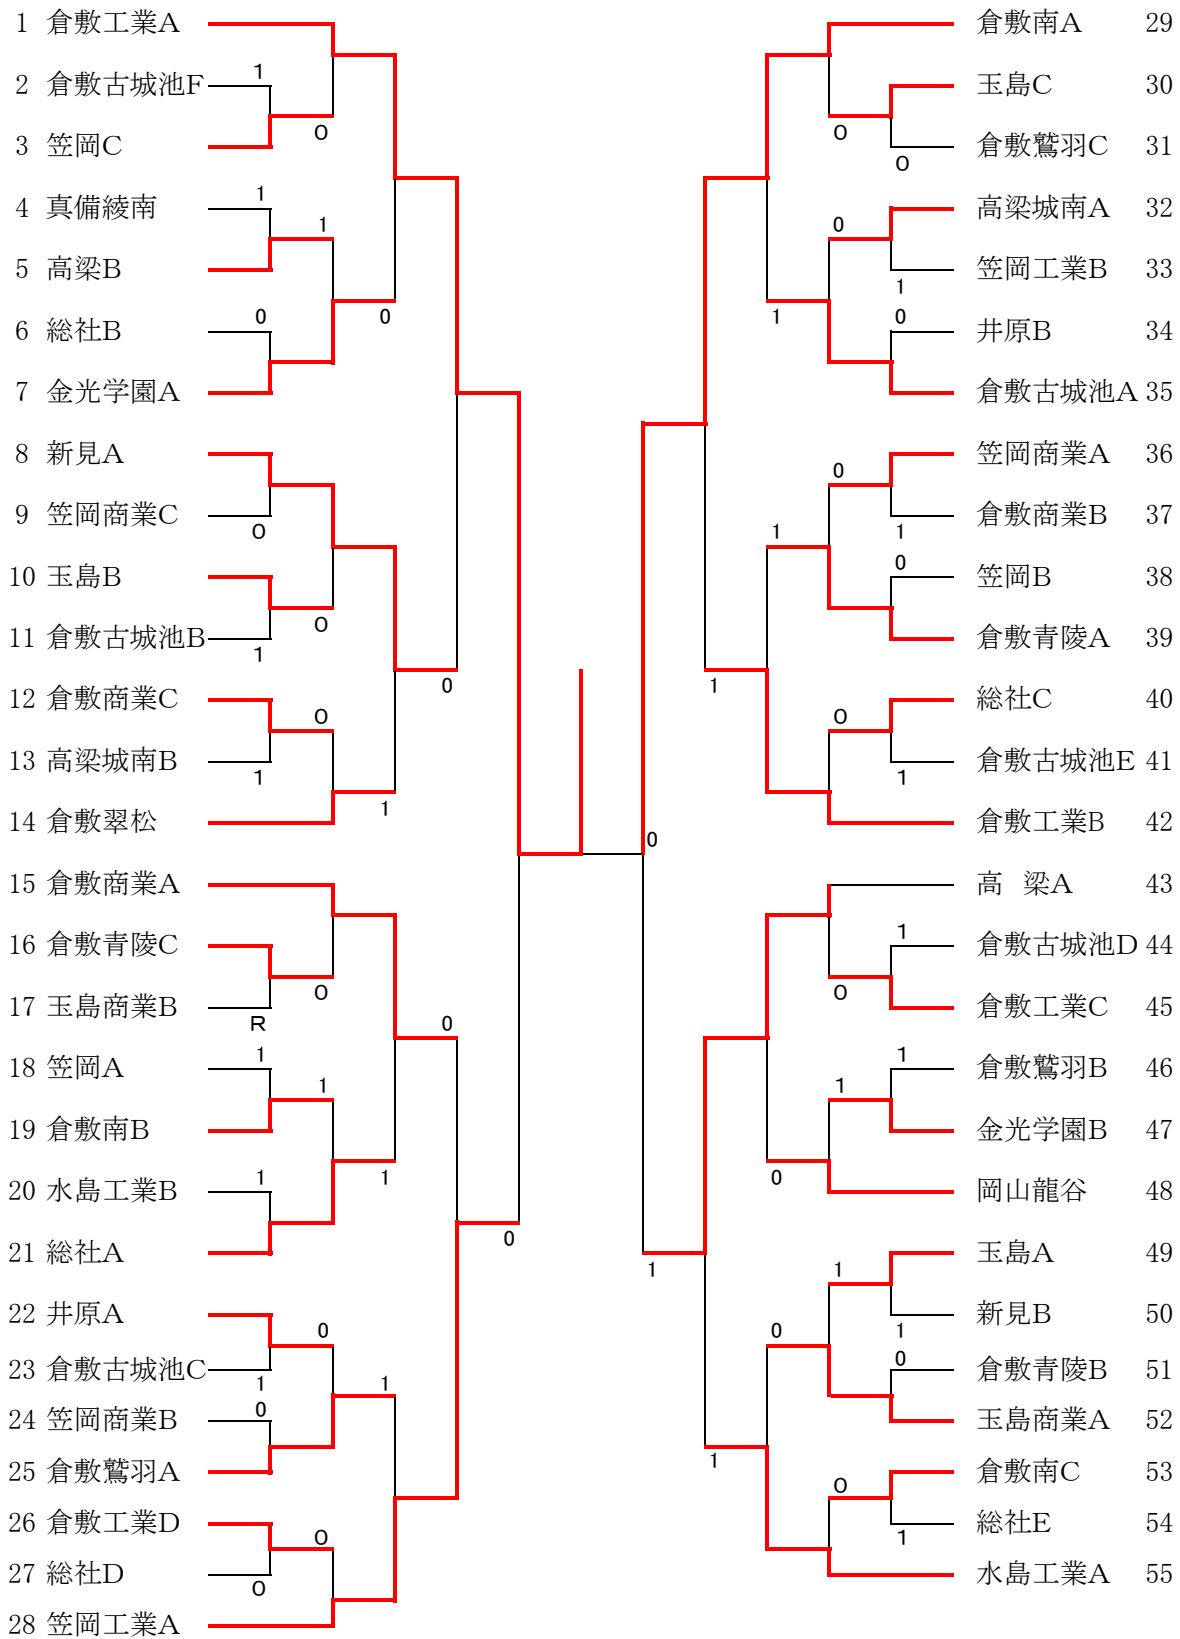 1 倉敷工業A
2 倉敷古城池F
3 笠岡C
4 真備綾南
5 高梁B
6 総社B
7 金光学園A
8 新見A
9 笠岡商業C
10 玉島B
11 倉敷古城池B
12 倉敷商業C
13 高梁城南B
14 倉敷翠松
15 倉敷商業A
16 倉敷青陵C
17 玉島商業B
18 笠岡A
19 倉敷南B
20 水島工業B
21 総社A
22 井原A
23 倉敷古城池C
24 笠岡商業B
25 倉敷鷲羽A
26 倉敷工業D
27 総社D
28 笠岡工業A
1
1
0
0
1
1
R
1
1
1
0
0
0
1
0
0
0
1
0
0
0
1
1
1
0
0
0
0
倉敷南A 29
玉島C 30
倉敷鷲羽C 31
高梁城南A 32
笠岡工業B 33
井原B 34
倉敷古城池A 35
笠岡商業A 36
倉敷商業B 37
笠岡B 38
倉敷青陵A 39
総社C 40
倉敷古城池E 41
倉敷工業B 42
高 梁A 43
倉敷古城池D 44
倉敷工業C 45
倉敷鷲羽B 46
金光学園B 47
岡山龍谷 48
玉島A 49
新見B 50
倉敷青陵B 51
玉島商業A 52
倉敷南C 53
総社E 54
水島工業A 55
0
1
0
1
0
1
1
1
1
0
1
0
0
0
0
0
1
1
0
1
1
0
0
1
1
1